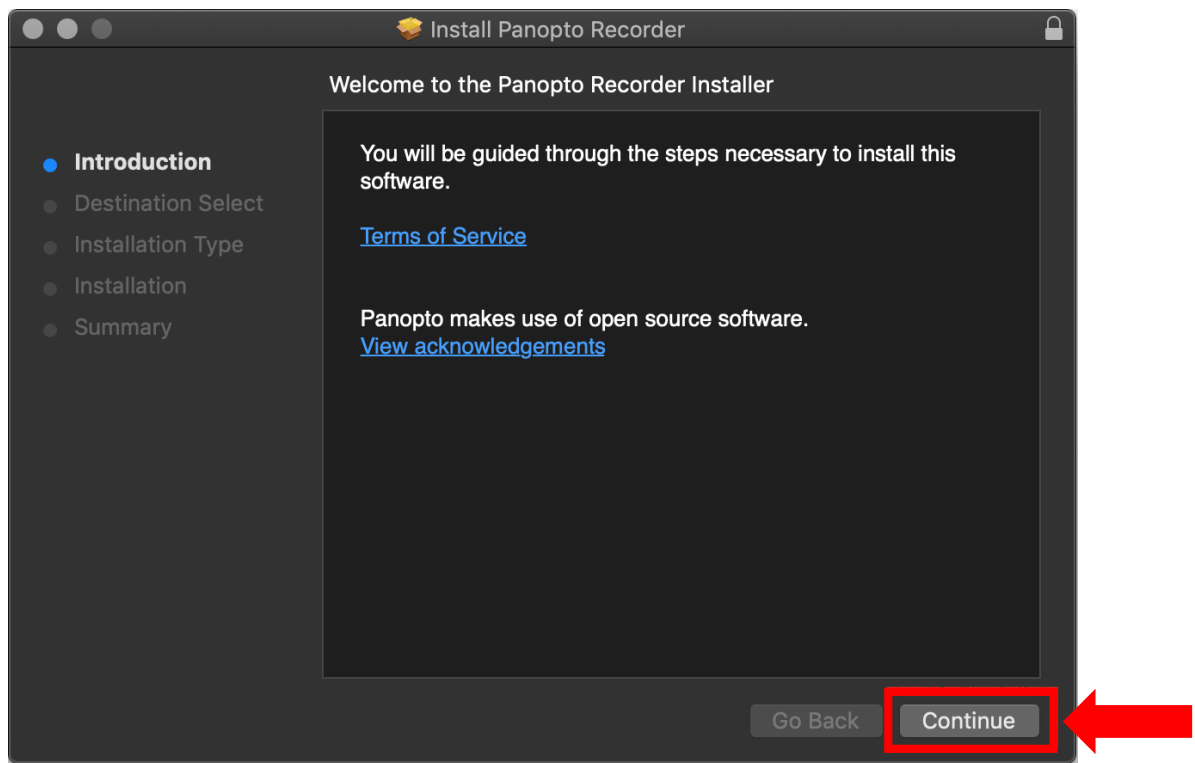 Install Panopto Recorder
Welcome to the Panopto Recorder Installer
Introduction
Destination Select
Installation Type
Installation
Summary
You will be guided through the steps necessary to install this
software.
Terms of Service
Panopto makes use of open source software.
View acknowledgements
Go Back
Continue